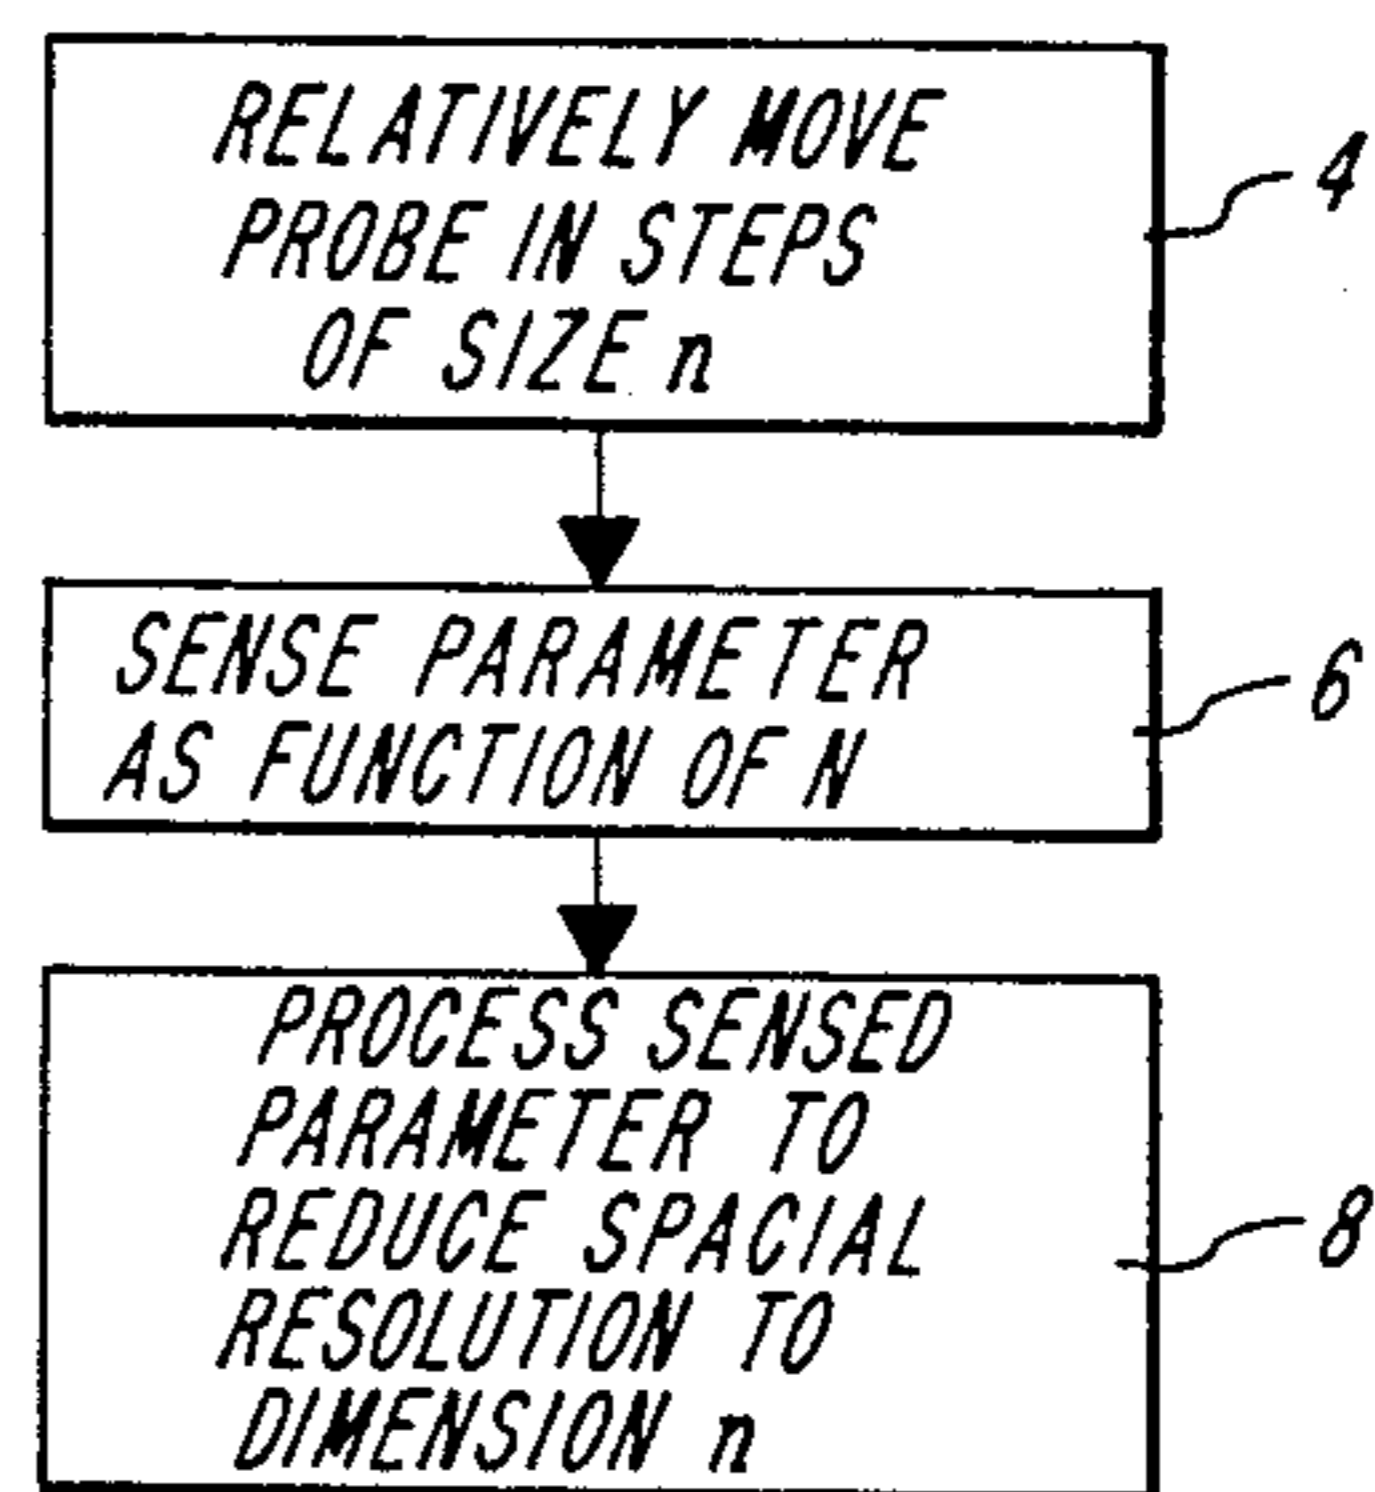 RELATIVELY MOVE
PROBE IN STEPS
OF SIZE n
4
SENSE PARAMETER
AS FUNCTION OF N
6
PROCESS SENSED
PARAMETER TO
REDUCE SPACIAL
RESOLUTION TO
DIMENSION n
8